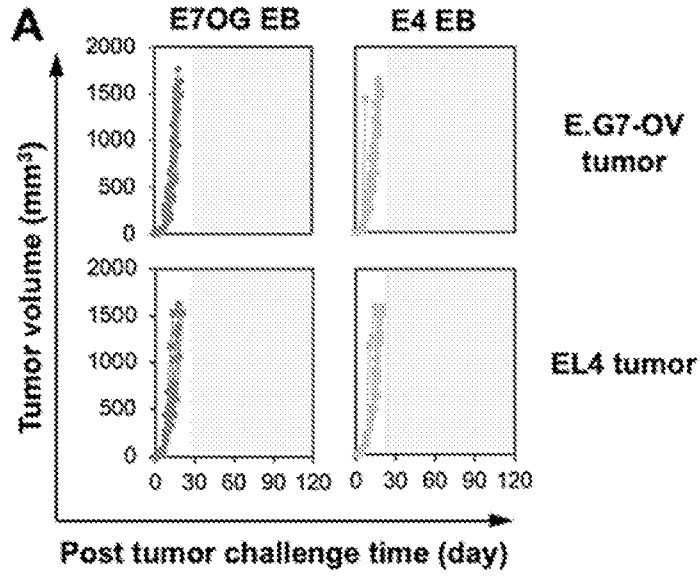 A
E7OG EB E4 EB
Tumor volume (mm³)
2000
1500
1000
500
0
E.G7-OV
tumor
2000
1500
1000
500
0
EL4 tumor
0 30 60 90 120 0 30 60 90 120
Post tumor challenge time (day)